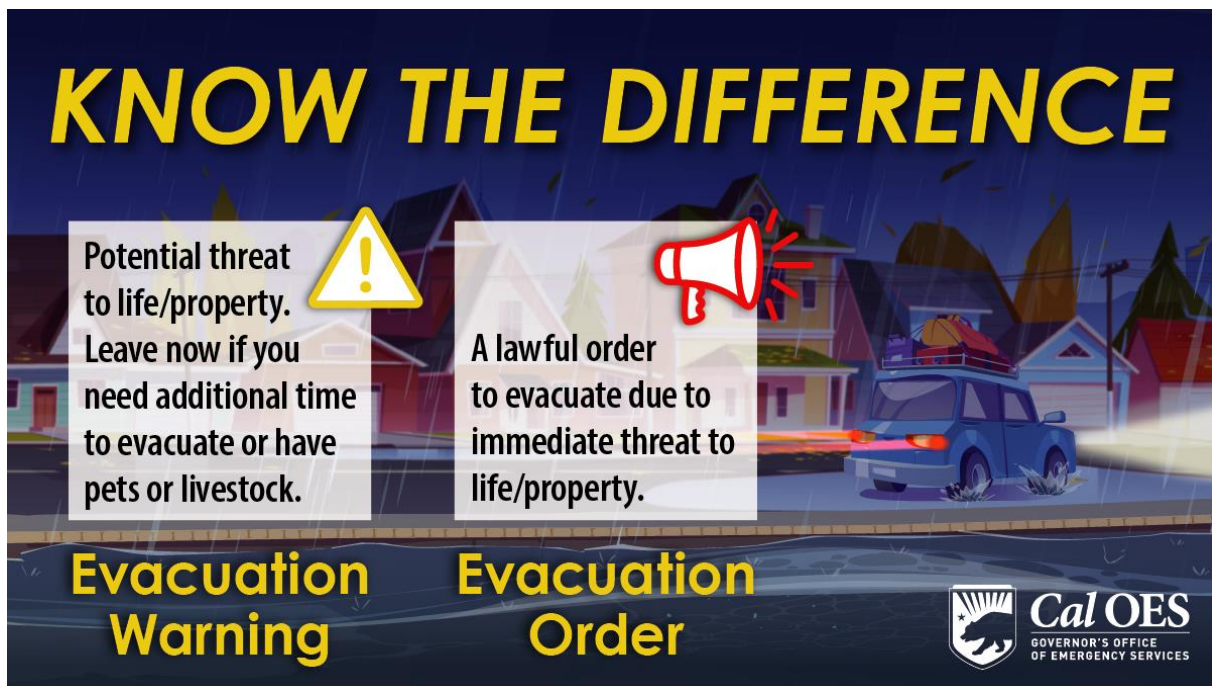 KNOW THE DIFFERENCE
Potential threat
to life/property.
Leave now if you
need additional time
to evacuate or have
pets or livestock.
Evacuation
Warning
A lawful order
to evacuate due to
immediate threat to
life/property.
Evacuation
Order
Cal OES
GOVERNOR'S OFFICE
OF EMERGENCY SERVICES